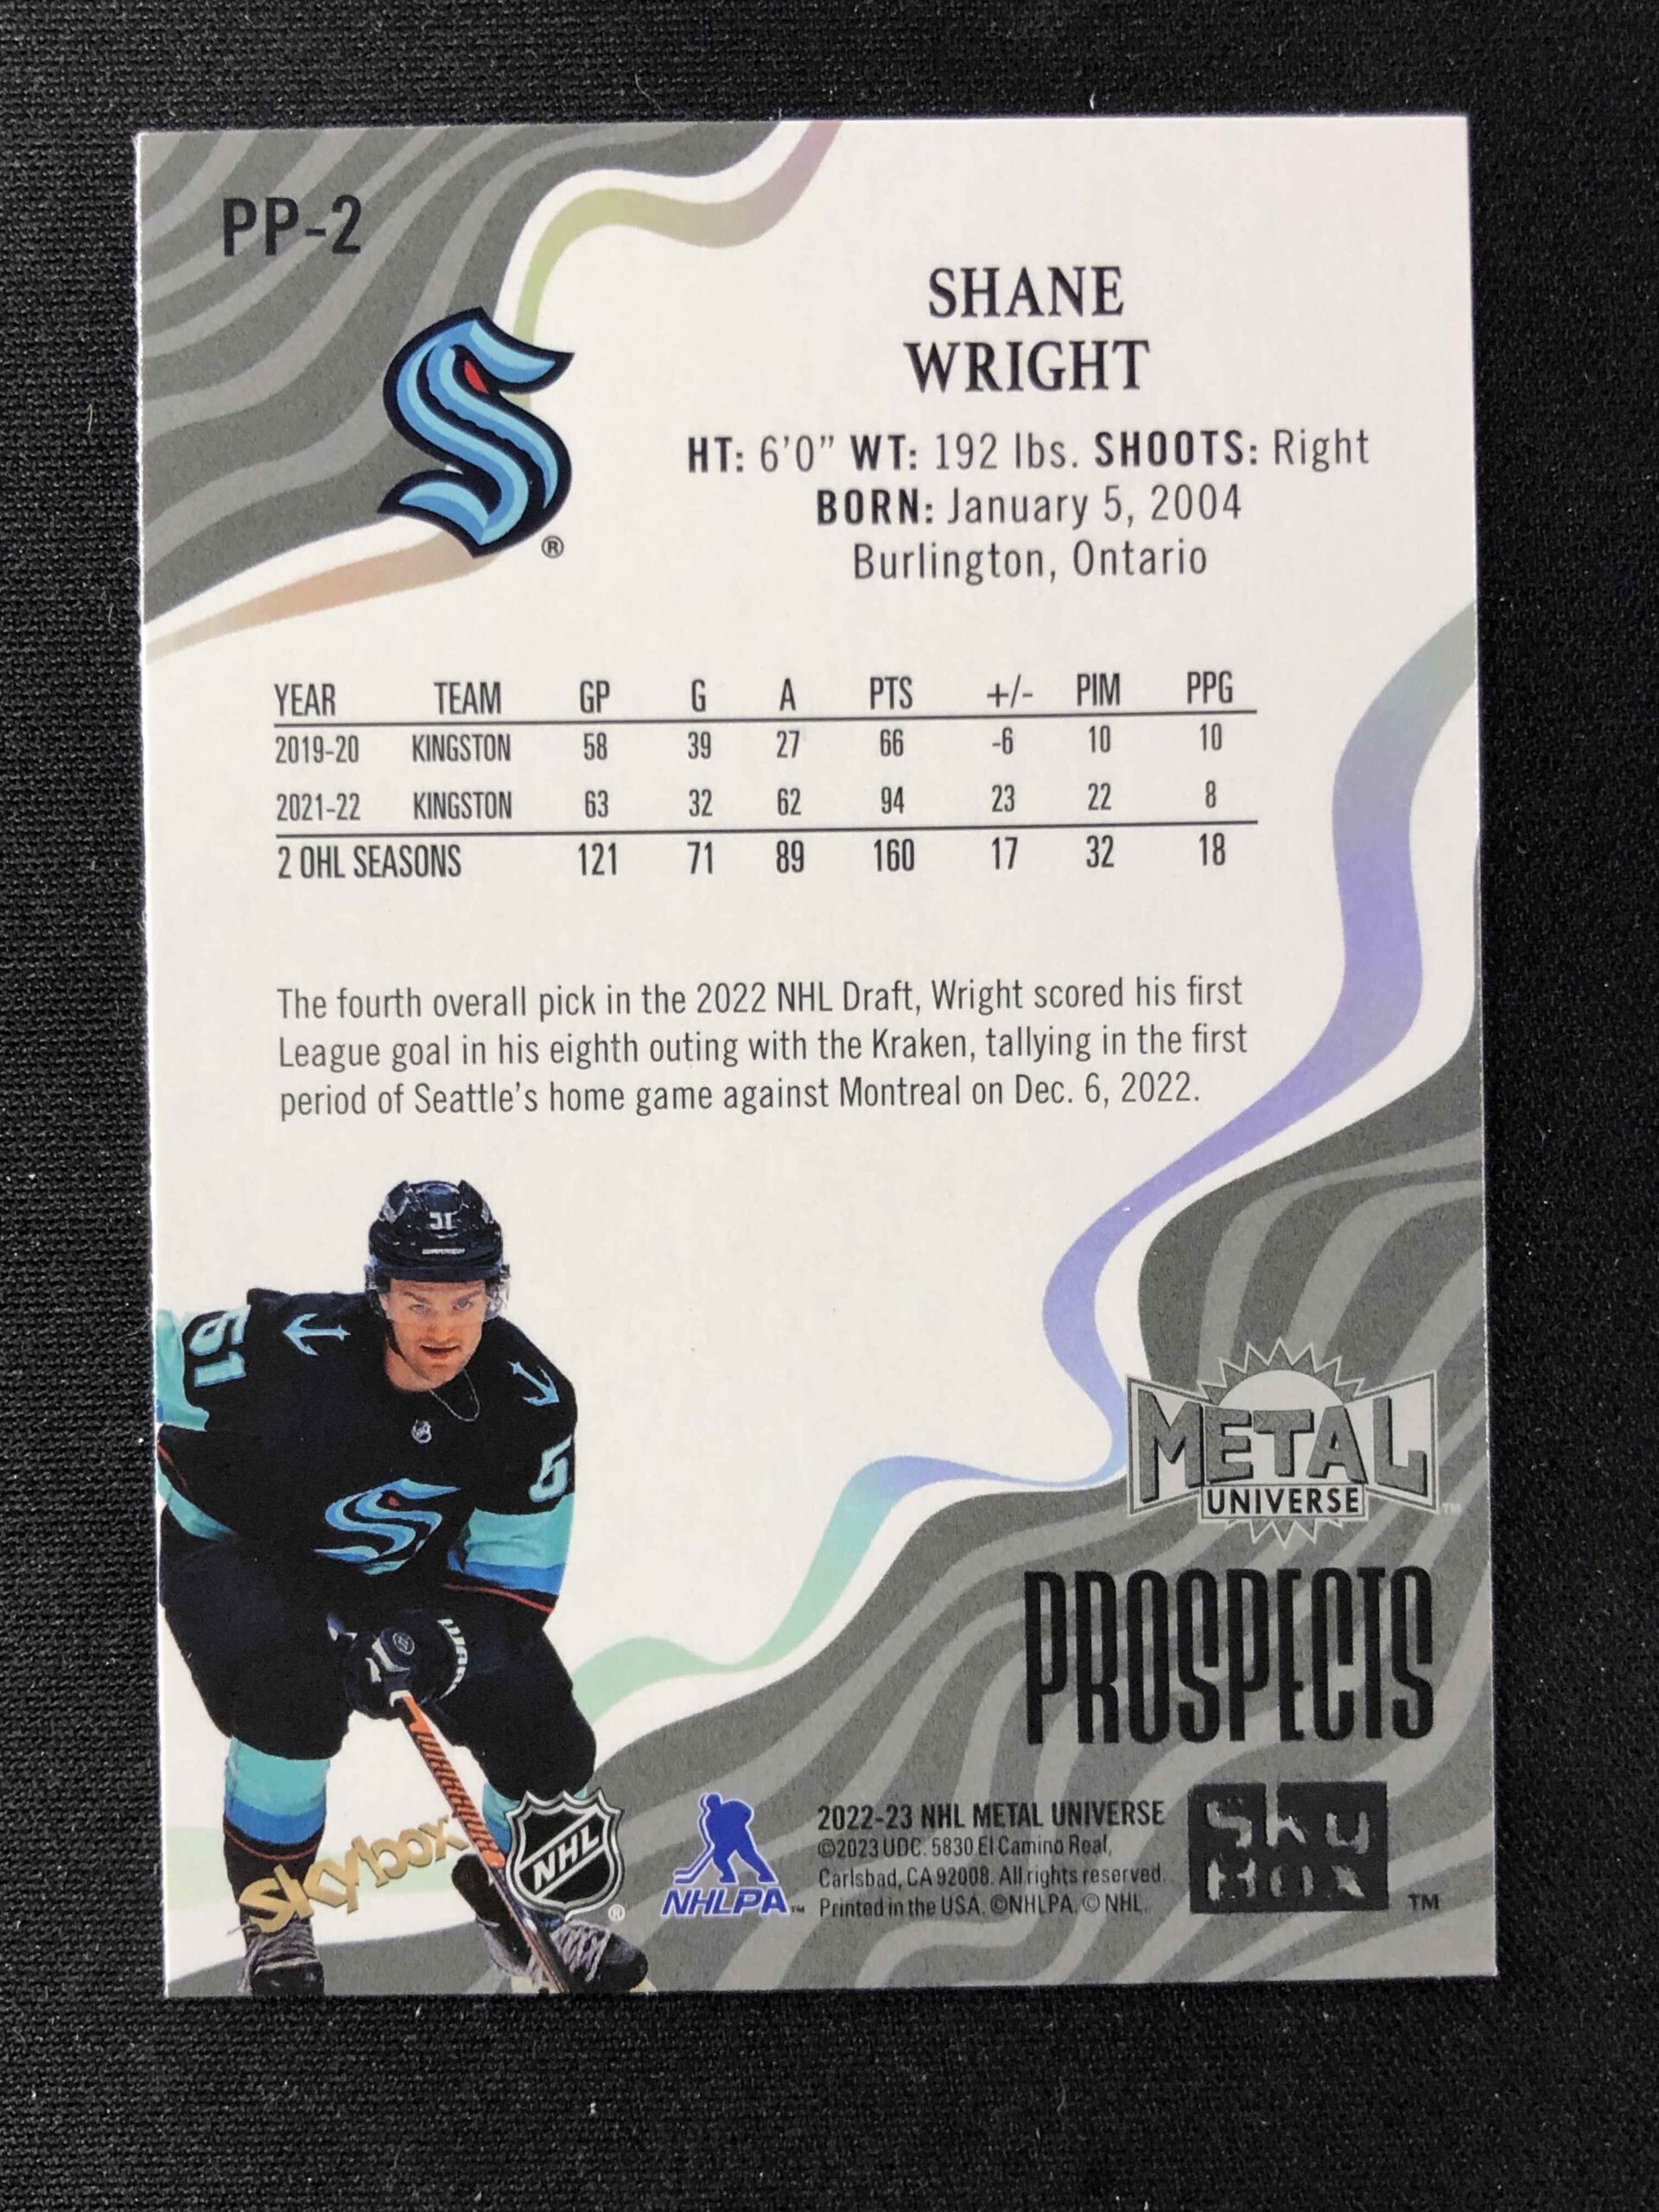 PP-2
SHANE
WRIGHT
HT: 6'0" WT: 192 lbs. SHOOTS: Right
BORN: January 5, 2004
Burlington, Ontario
®
YEAR TEAM GP G A PTS +/- PIM PPG
2019-20 KINGSTON 58 39 27 66 -6 10 10
2021-22 KINGSTON 63 32 62 94 23 22 8
2 OHL SEASONS 121 71 89 160 17 32 18
The fourth overall pick in the 2022 NHL Draft, Wright scored his first
League goal in his eighth outing with the Kraken, tallying in the first
period of Seattle's home game against Montreal on Dec. 6, 2022.
51
51
5
METAL
UNIVERSE ™
PROSPECTS
skybox
NHL ®
NHLPA ™
2022-23 NHL METAL UNIVERSE
©2023 UDC. 5830 El Camino Real,
Carlsbad, CA 92008. All rights reserved.
Printed in the USA. ©NHLPA. © NHL.
Sky
Box ™